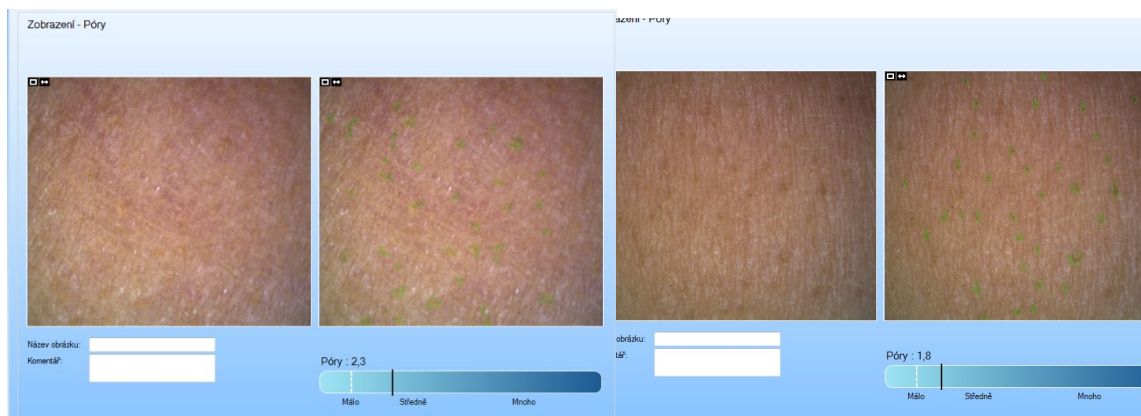 Zobrazení - Póry
Název obrázku:
Komentář:
Póry : 2,3
Málo Středně Mnoho
azení - Póry
obrázku:
tář:
Póry : 1,8
Málo Středně Mnoho